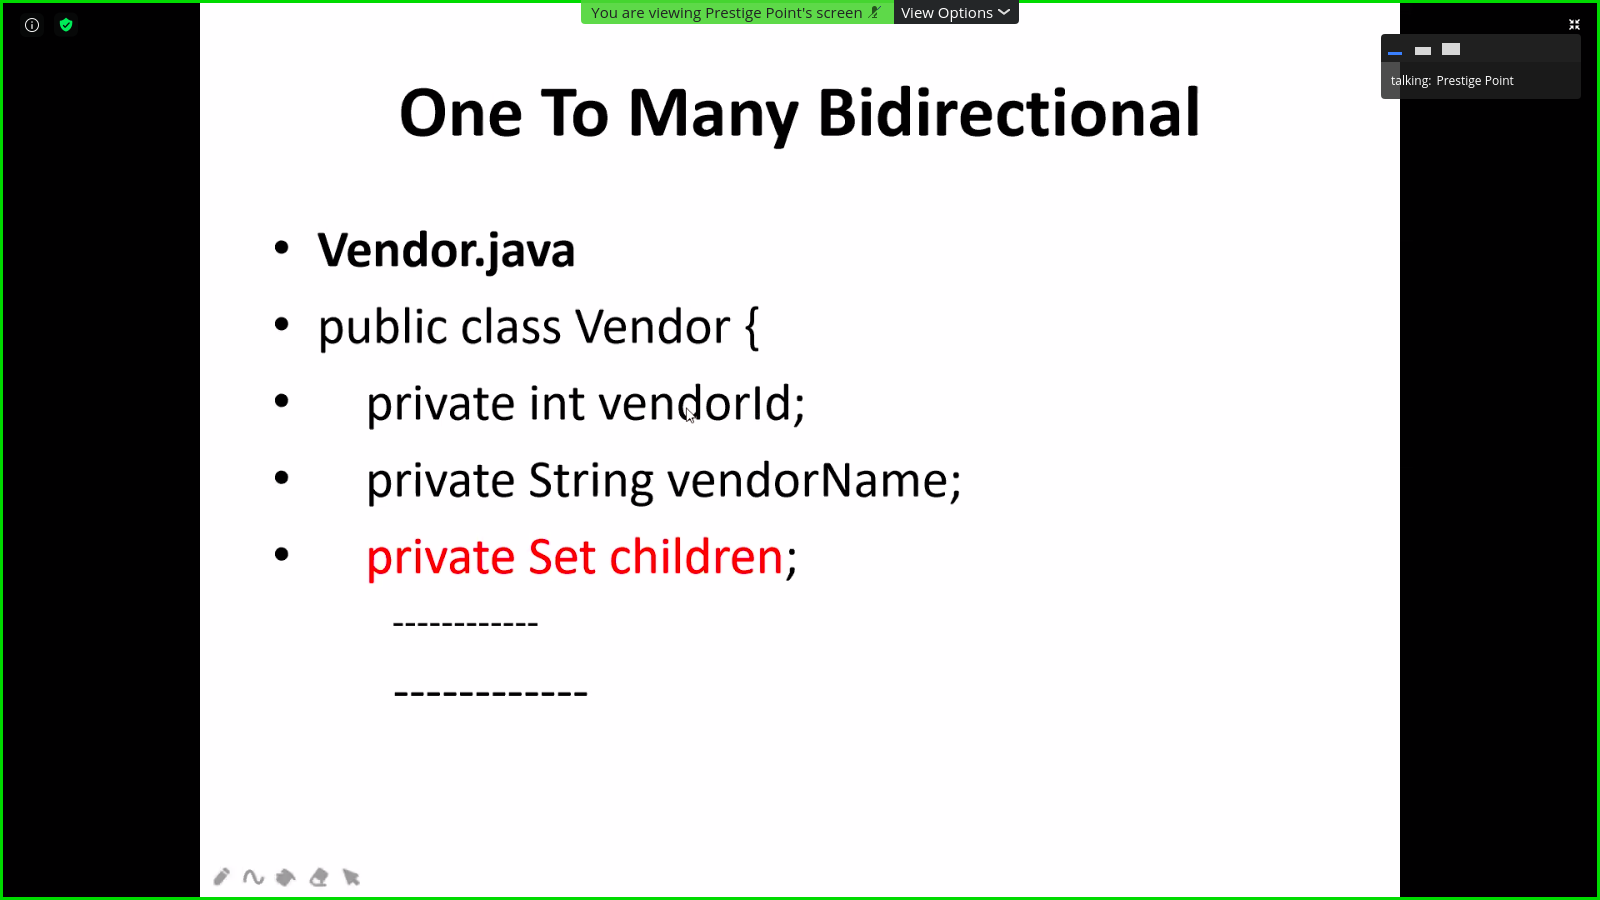 You are viewing Prestige Point's screen View Options
talking: Prestige Point
One To Many Bidirectional
• Vendor.java
• public class Vendor {
• private int vendorId;
• private String vendorName;
• private Set children;
------------
------------